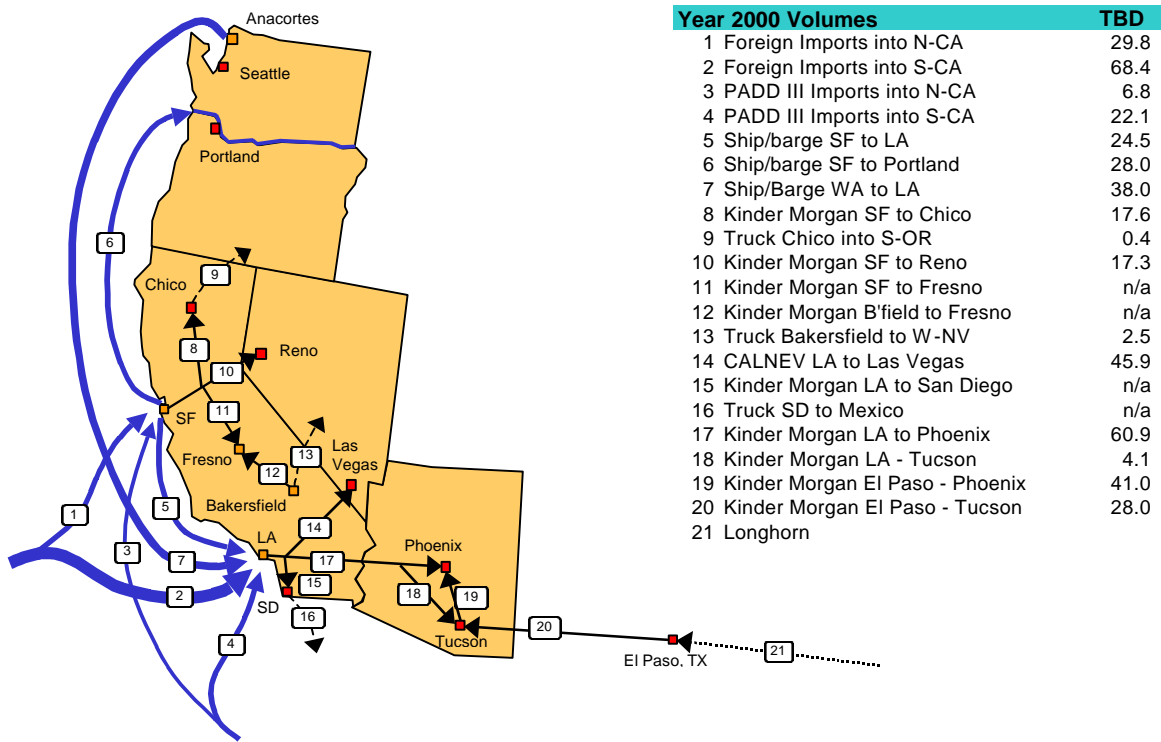 Anacortes
Seattle
Portland
6
9
Chico
8
Reno
10
SF
11
Fresno
12
13
Las
Vegas
Bakersfield
1
5
14
LA
3
7
17
Phoenix
2
15
18
19
SD
16
Tucson
20
4
El Paso, TX
21
Year 2000 Volumes TBD
1 Foreign Imports into N-CA 29.8
2 Foreign Imports into S-CA 68.4
3 PADD III Imports into N-CA 6.8
4 PADD III Imports into S-CA 22.1
5 Ship/barge SF to LA 24.5
6 Ship/barge SF to Portland 28.0
7 Ship/Barge WA to LA 38.0
8 Kinder Morgan SF to Chico 17.6
9 Truck Chico into S-OR 0.4
10 Kinder Morgan SF to Reno 17.3
11 Kinder Morgan SF to Fresno n/a
12 Kinder Morgan B'field to Fresno n/a
13 Truck Bakersfield to W-NV 2.5
14 CALNEV LA to Las Vegas 45.9
15 Kinder Morgan LA to San Diego n/a
16 Truck SD to Mexico n/a
17 Kinder Morgan LA to Phoenix 60.9
18 Kinder Morgan LA - Tucson 4.1
19 Kinder Morgan El Paso - Phoenix 41.0
20 Kinder Morgan El Paso - Tucson 28.0
21 Longhorn